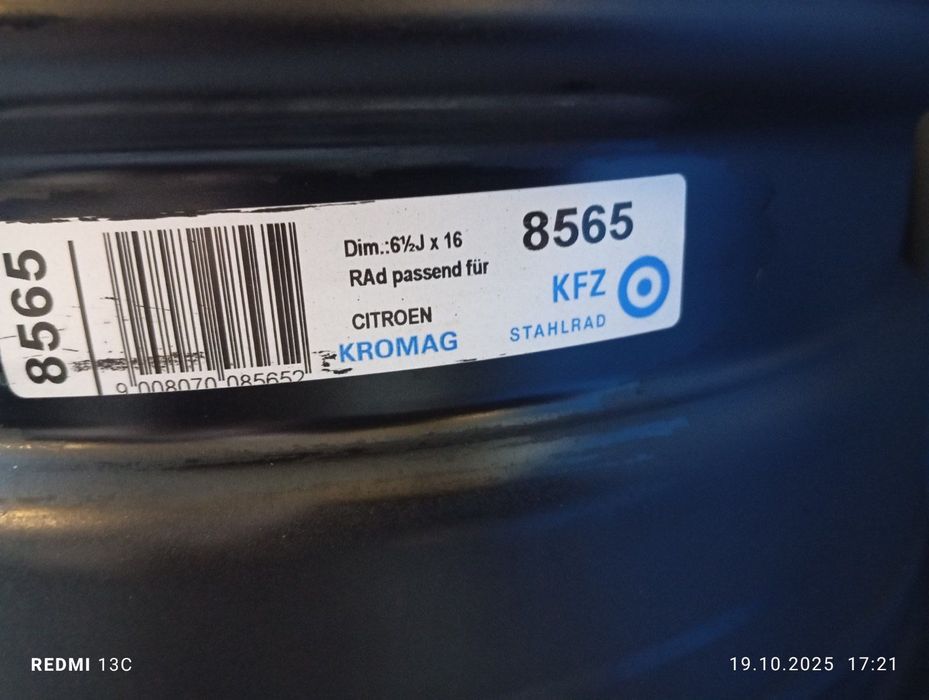 8565
9 008070 085652
Dim.:6½J x 16
RAd passend für
CITROEN
KROMAG
8565
KFZ
STAHLRAD
REDMI 13C
19.10.2025 17:21